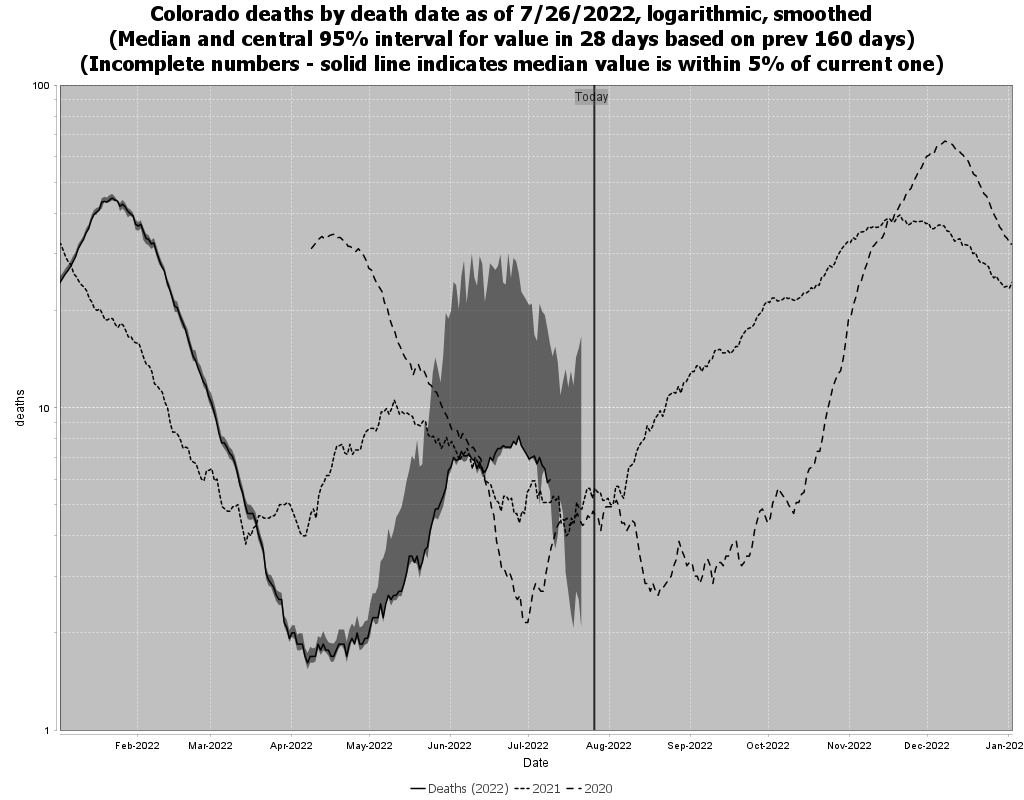 Colorado deaths by death date as of 7/26/2022, logarithmic, smoothed
(Median and central 95% interval for value in 28 days based on prev 160 days)
(Incomplete numbers - solid line indicates median value is within 5% of current one)
100
Today
deaths
10
1
Feb-2022 Mar-2022 Apr-2022 May-2022 Jun-2022 Jul-2022 Aug-2022 Sep-2022 Oct-2022 Nov-2022 Dec-2022 Jan-202
Date
Deaths (2022) 2021 2020